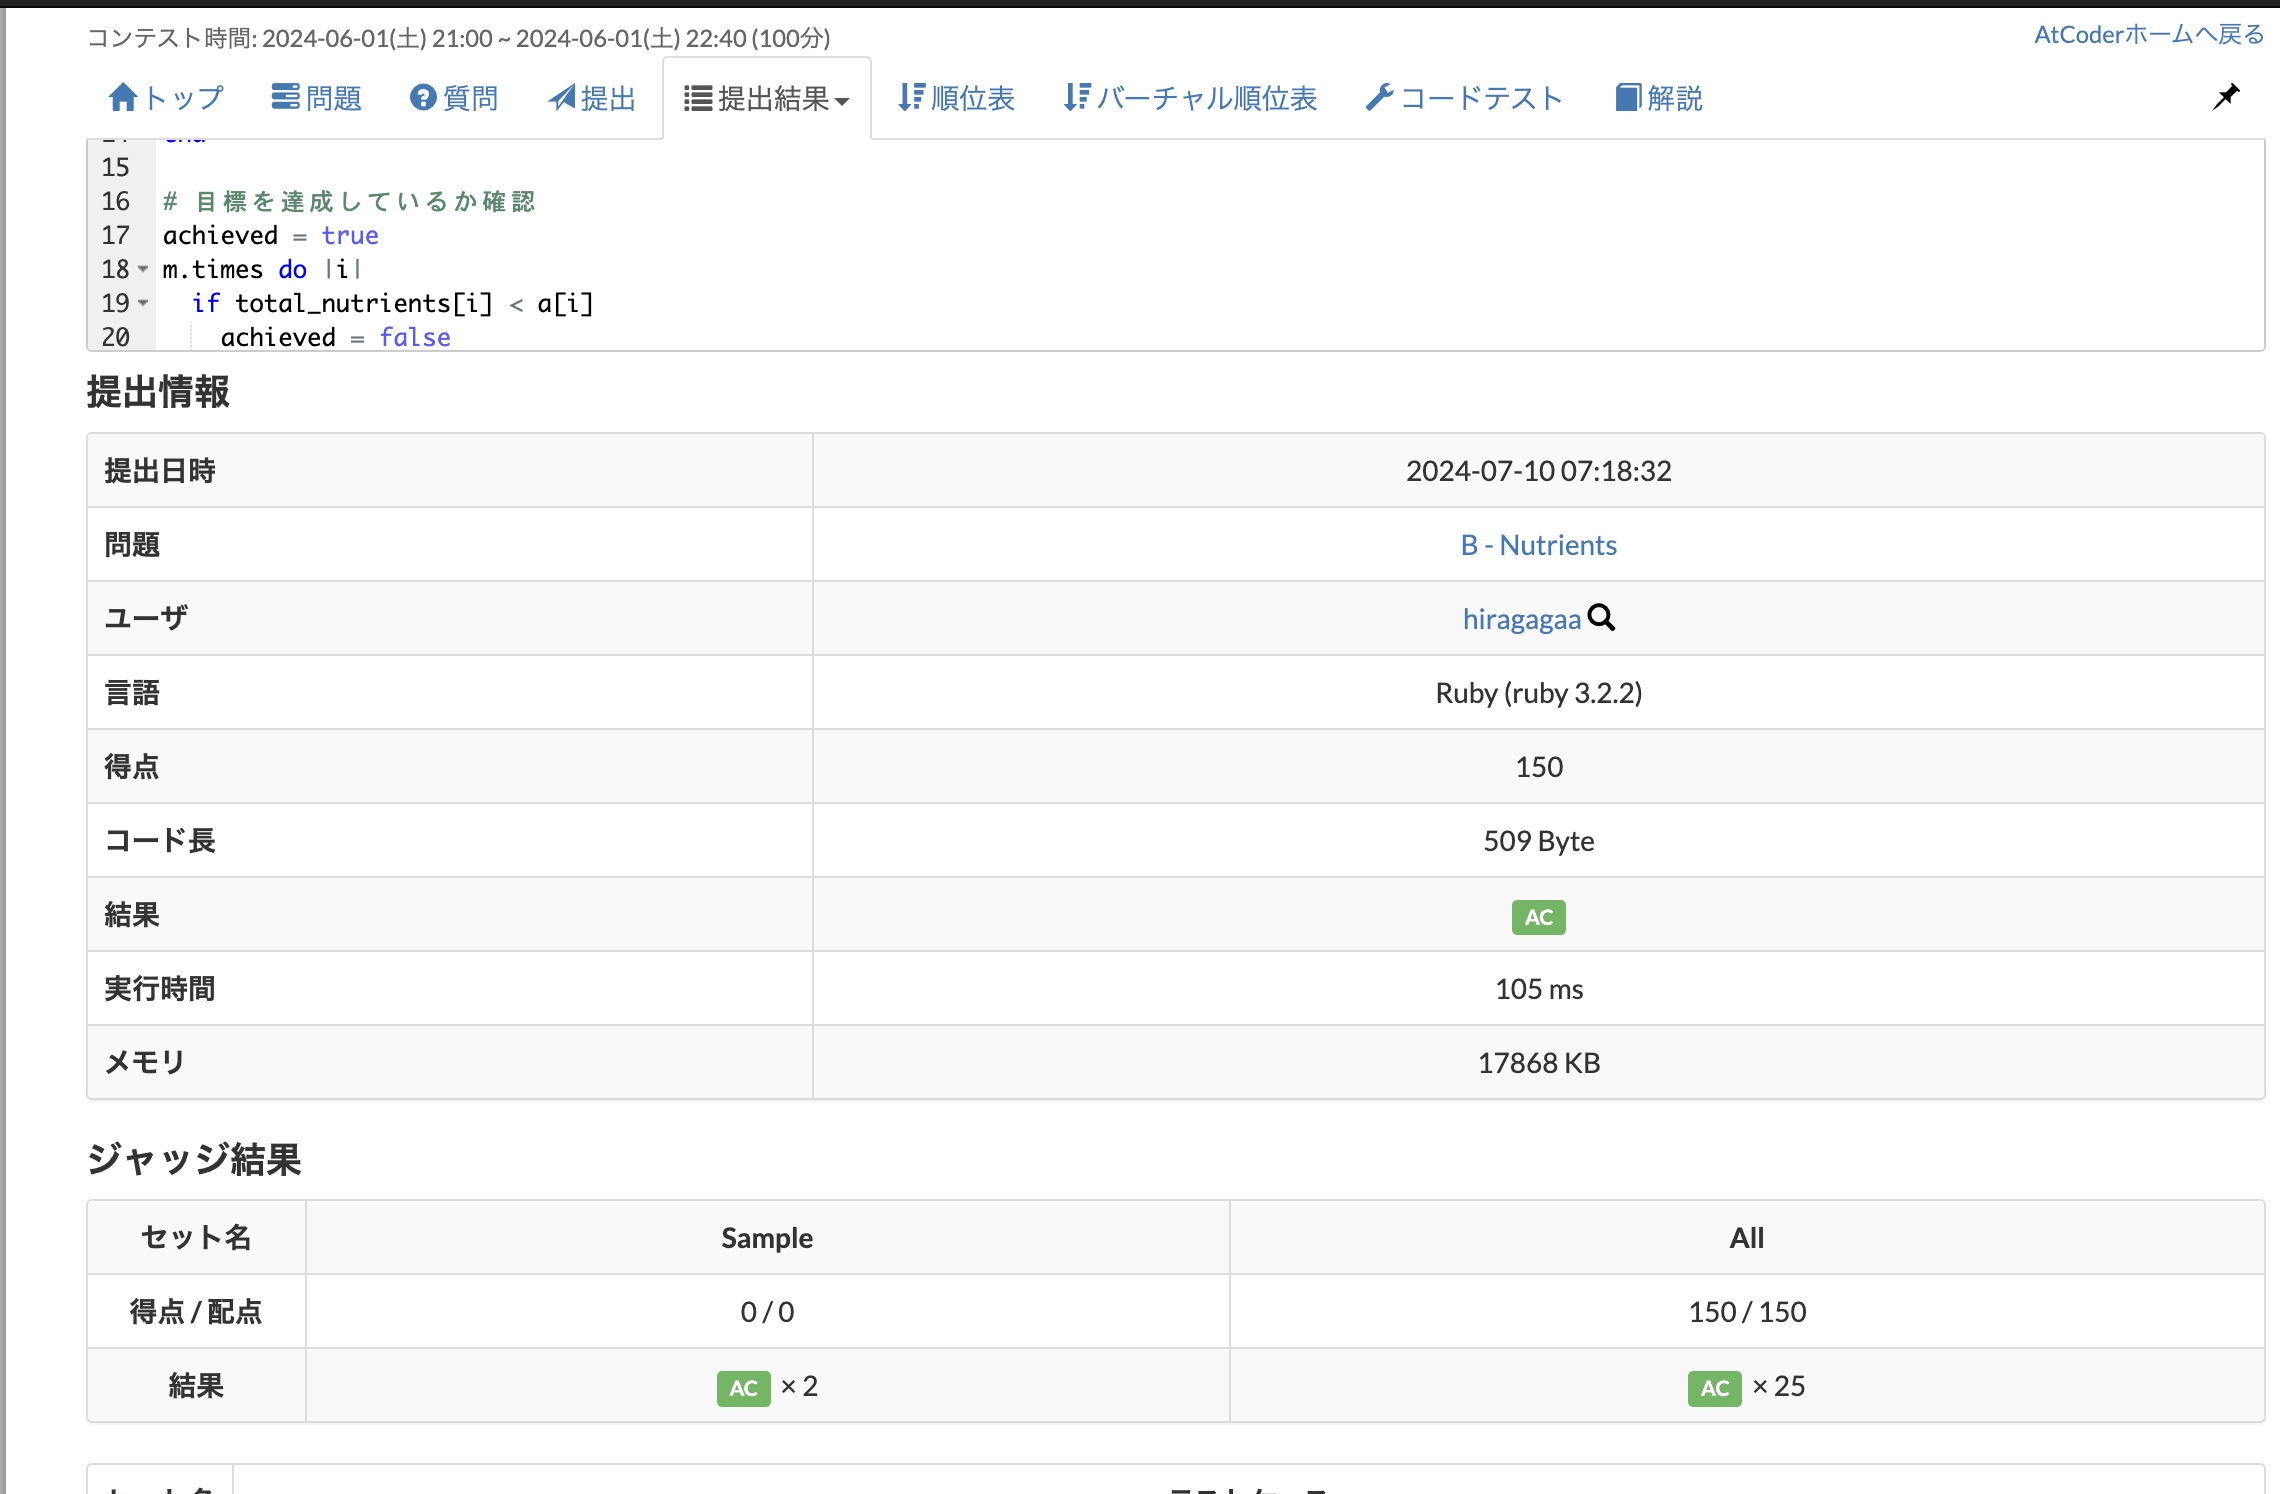 コンテスト時間: 2024-06-01(土) 21:00 ~ 2024-06-01(土) 22:40 (100分)
AtCoderホームへ戻る
トップ 問題 質問 提出 提出結果 順位表 バーチャル順位表 コードテスト 解説
15
16 # 目標を達成しているか確認
17 achieved = true
18 m.times do |i|
19 if total_nutrients[i] < a[i]
20 achieved = false
提出情報
提出日時 2024-07-10 07:18:32
問題 B - Nutrients
ユーザ hiragagaa
言語 Ruby (ruby 3.2.2)
得点 150
コード長 509 Byte
結果 AC
実行時間 105 ms
メモリ 17868 KB
ジャッジ結果
セット名 Sample All
得点 / 配点 0 / 0 150 / 150
結果 AC × 2 AC × 25